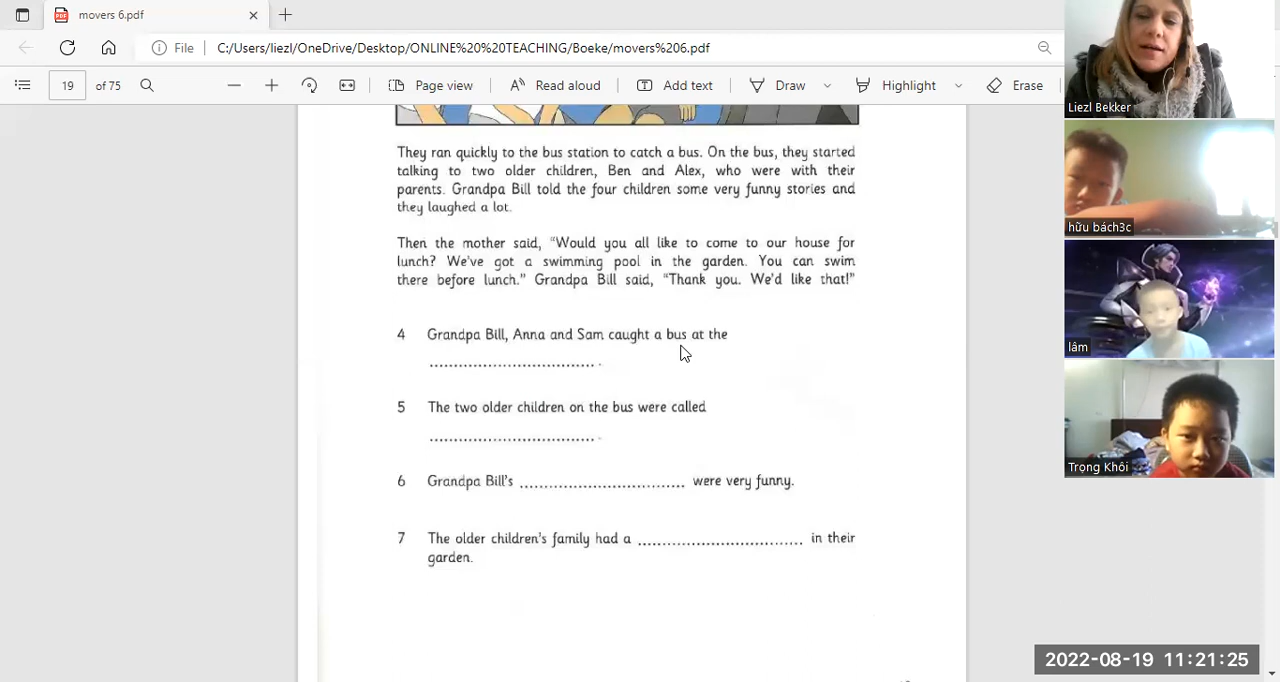 movers 6.pdf
File C:/Users/liezl/OneDrive/Desktop/ONLINE%20%20TEACHING/Boeke/movers%206.pdf
19 of 75 Page view Read aloud Add text Draw Highlight Erase
They ran quickly to the bus station to catch a bus. On the bus, they started
talking to two older children, Ben and Alex, who were with their
parents. Grandpa Bill told the four children some very funny stories and
they laughed a lot.
Then the mother said, “Would you all like to come to our house for
lunch? We’ve got a swimming pool in the garden. You can swim
there before lunch.” Grandpa Bill said, “Thank you. We’d like that!”
4 Grandpa Bill, Anna and Sam caught a bus at the
.................................. .
5 The two older children on the bus were called
.................................. .
6 Grandpa Bill’s .................................. were very funny.
7 The older children’s family had a .................................. in their
garden.
Liezl Bekker
hữu bách3c
lâm
Trọng Khôi
2022-08-19 11:21:25